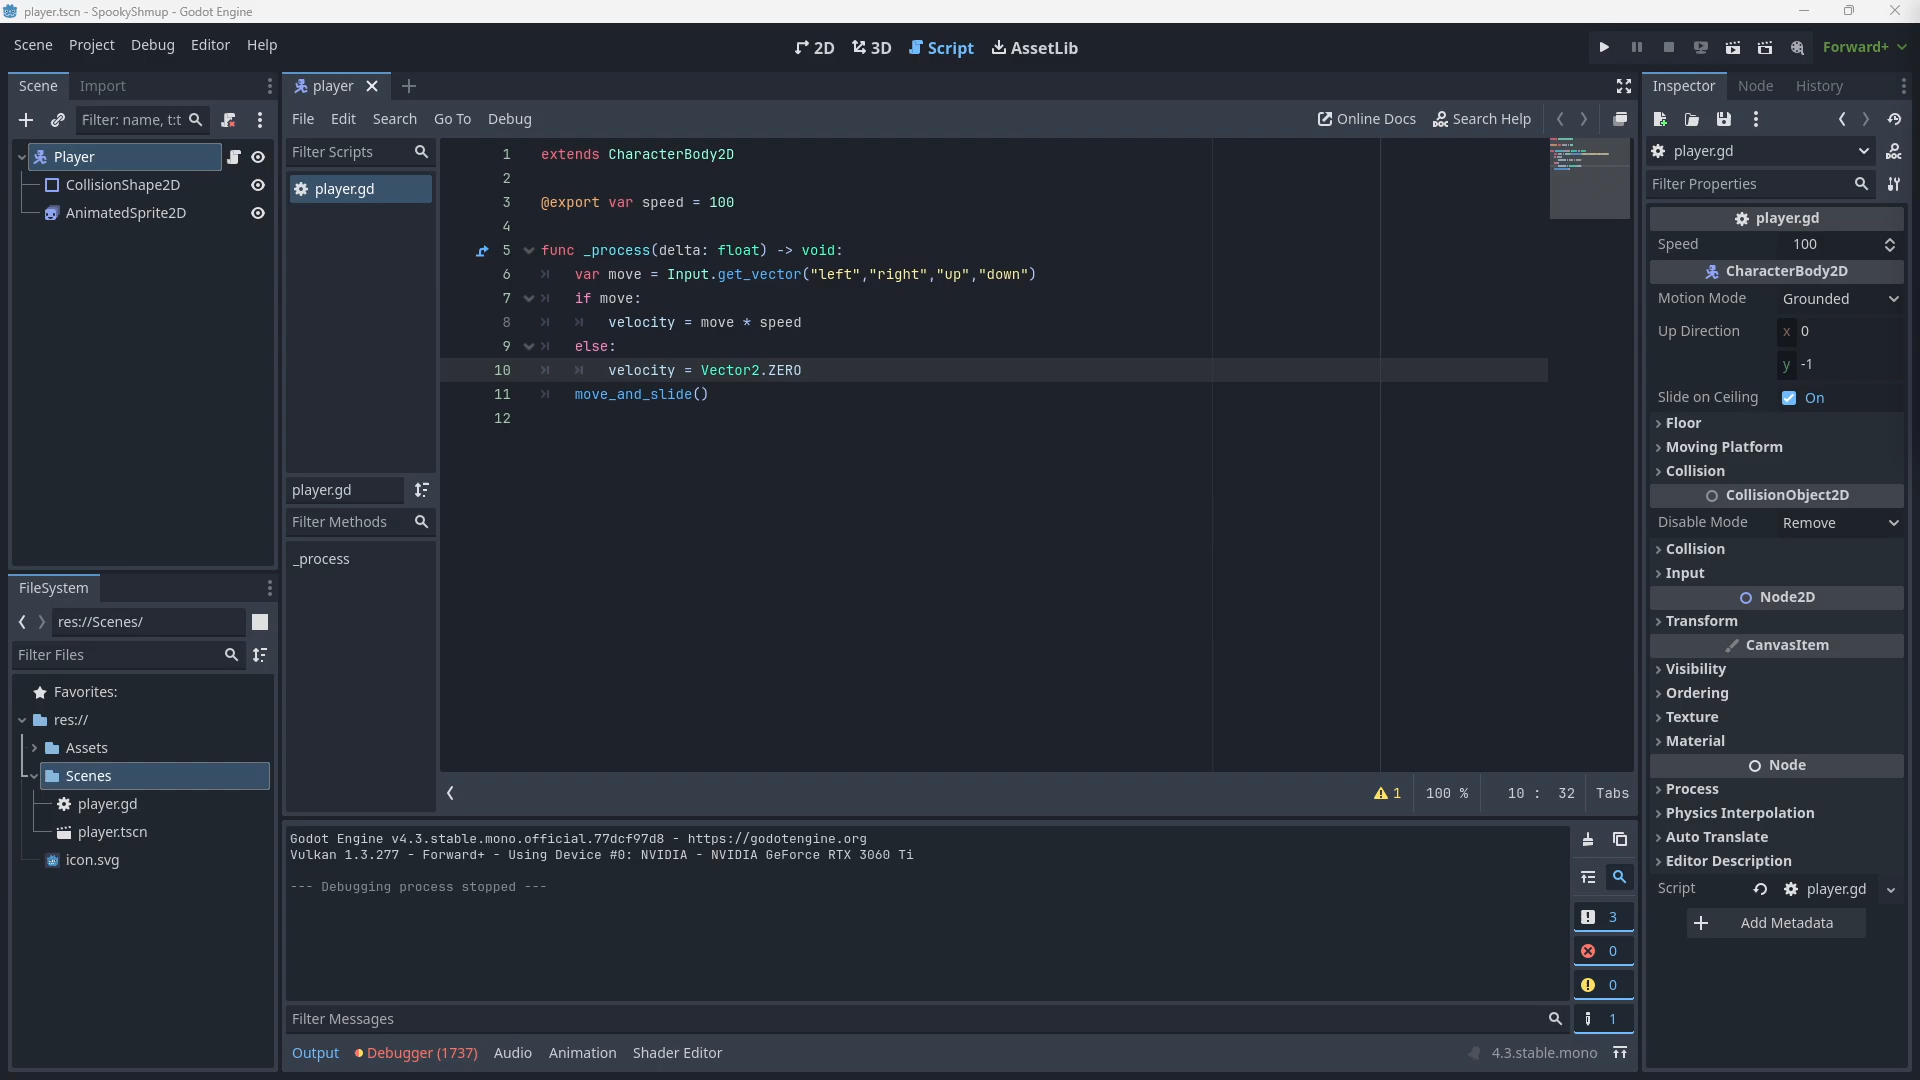 player.tscn - SpookyShmup - Godot Engine
Scene Project Debug Editor Help
2D 3D Script AssetLib
Forward+
Scene Import
Filter: name, t:t
Player
CollisionShape2D
AnimatedSprite2D
FileSystem
res://Scenes/
Filter Files
Favorites:
res://
Assets
Scenes
player.gd
player.tscn
icon.svg
player
File Edit Search Go To Debug
Online Docs Search Help
Filter Scripts
player.gd
player.gd
Filter Methods
_process
1 extends CharacterBody2D
2
3 @export var speed = 100
4
5 func _process(delta: float) -> void:
6 var move = Input.get_vector("left","right","up","down")
7 if move:
8 velocity = move * speed
9 else:
10 velocity = Vector2.ZERO
11 move_and_slide()
12
1 100 % 10 : 32 Tabs
Godot Engine v4.3.stable.mono.official.77dcf97d8 - https://godotengine.org
Vulkan 1.3.277 - Forward+ - Using Device #0: NVIDIA - NVIDIA GeForce RTX 3060 Ti
--- Debugging process stopped ---
3
0
0
1
Filter Messages
Output Debugger (1737) Audio Animation Shader Editor
4.3.stable.mono
Inspector Node History
player.gd
Filter Properties
player.gd
Speed 100
CharacterBody2D
Motion Mode Grounded
Up Direction x 0
y -1
Slide on Ceiling On
Floor
Moving Platform
Collision
CollisionObject2D
Disable Mode Remove
Collision
Input
Node2D
Transform
CanvasItem
Visibility
Ordering
Texture
Material
Node
Process
Physics Interpolation
Auto Translate
Editor Description
Script player.gd
Add Metadata